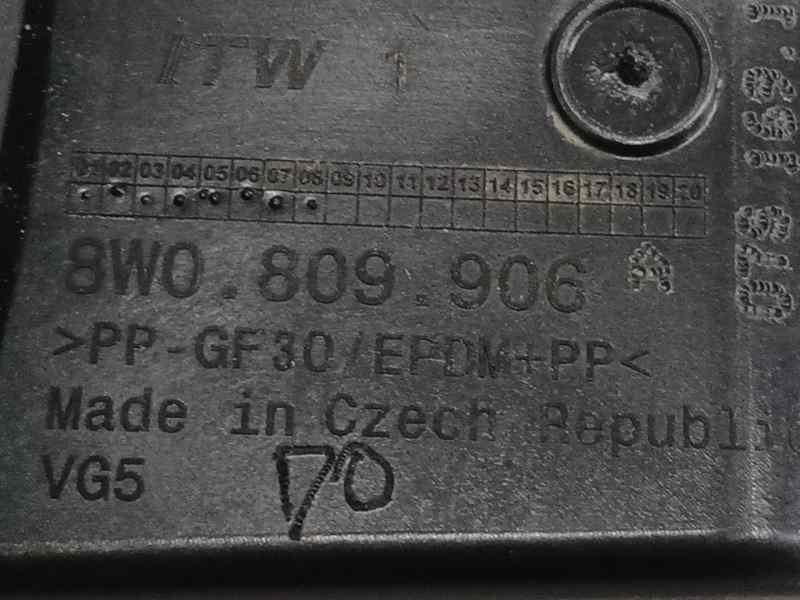 ITW 1
01 02 03 04 05 06 07 08 09 10 11 12 13 14 15 16 17 18 19 20
8W0.809.906 A
>PP-GF30/EPDM+PP<
Made in Czech Republic
VG5